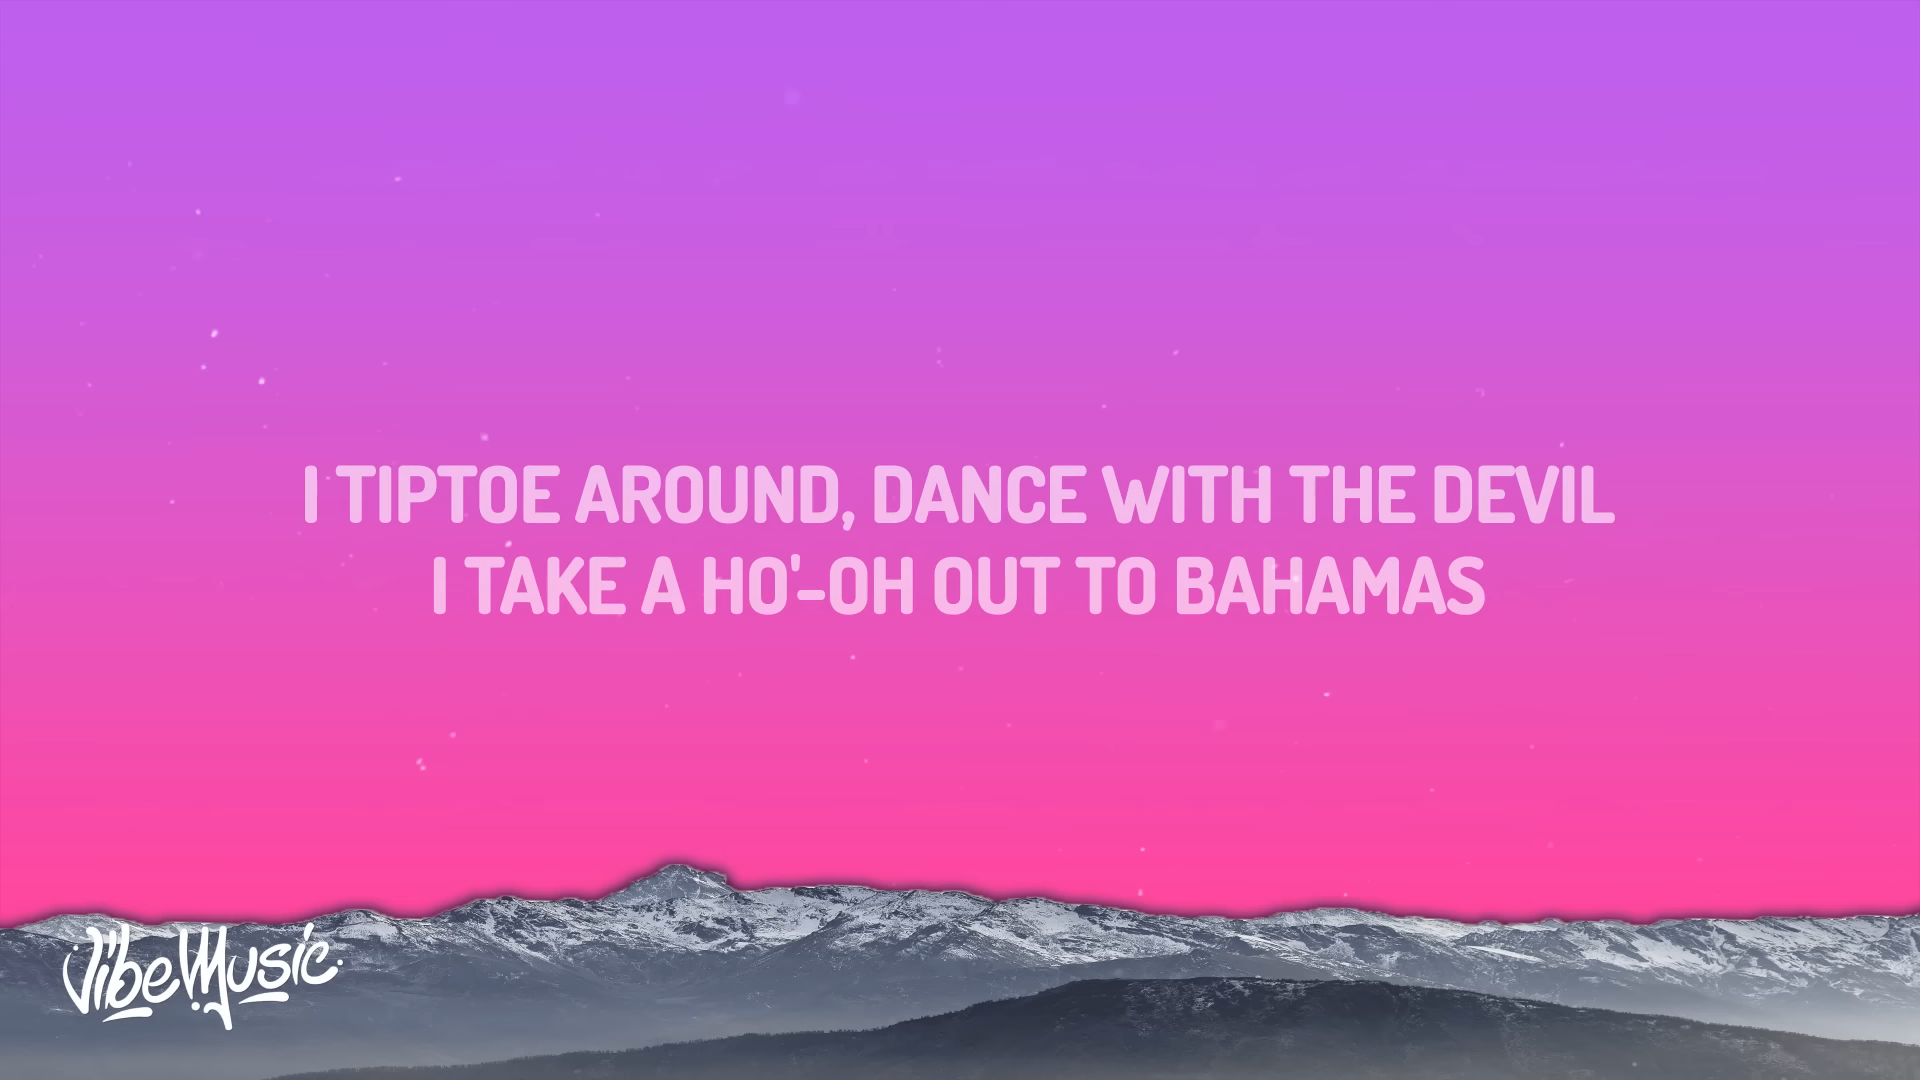 I TIPTOE AROUND, DANCE WITH THE DEVIL
I TAKE A HO'-OH OUT TO BAHAMAS
VibeMusic